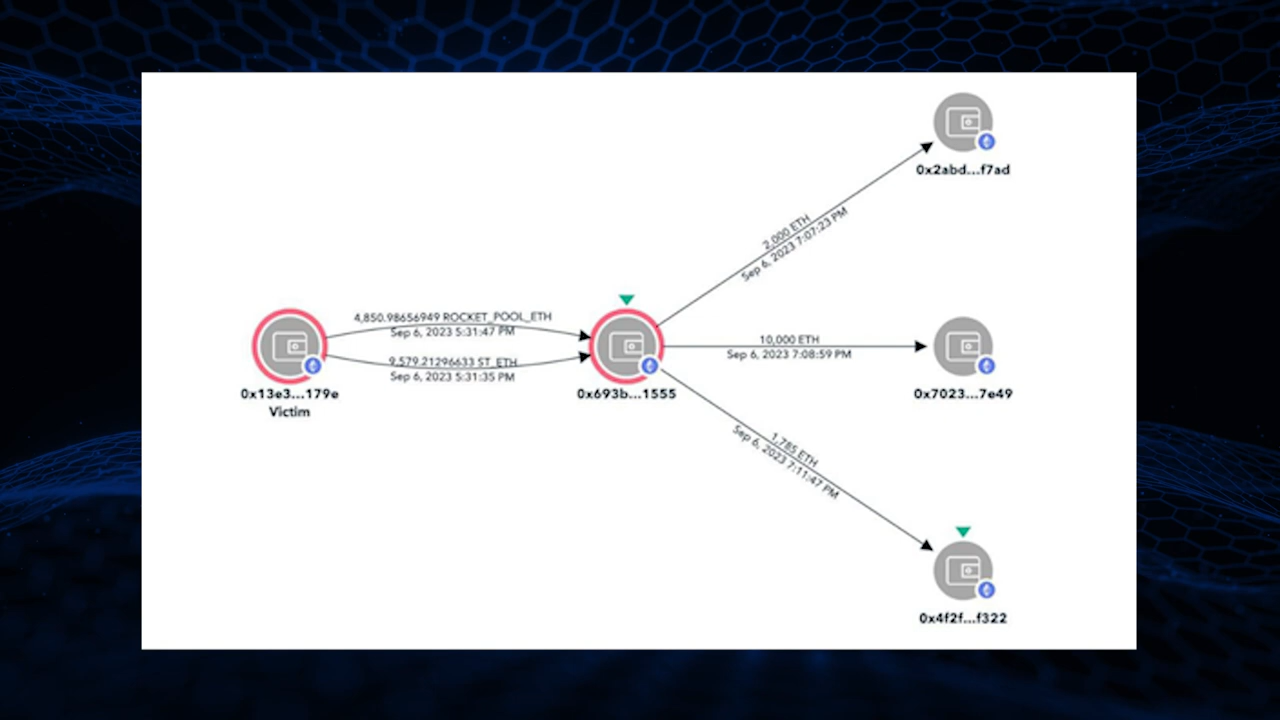 0x2abd...f7ad
2,000 ETH
Sep 6, 2023 7:07:23 PM
4,850.98656949 ROCKET_POOL_ETH
Sep 6, 2023 5:31:47 PM
9,579.21296633 ST_ETH
Sep 6, 2023 5:31:35 PM
10,000 ETH
Sep 6, 2023 7:08:59 PM
0x13e3...179e
Victim
0x693b...1555
0x7023...7e49
1,785 ETH
Sep 6, 2023 7:11:47 PM
0x4f2f...f322